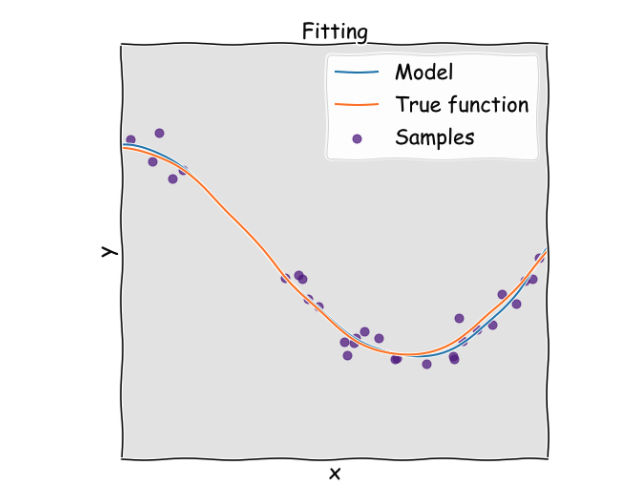 Fitting
Model
True function
Samples
y
x